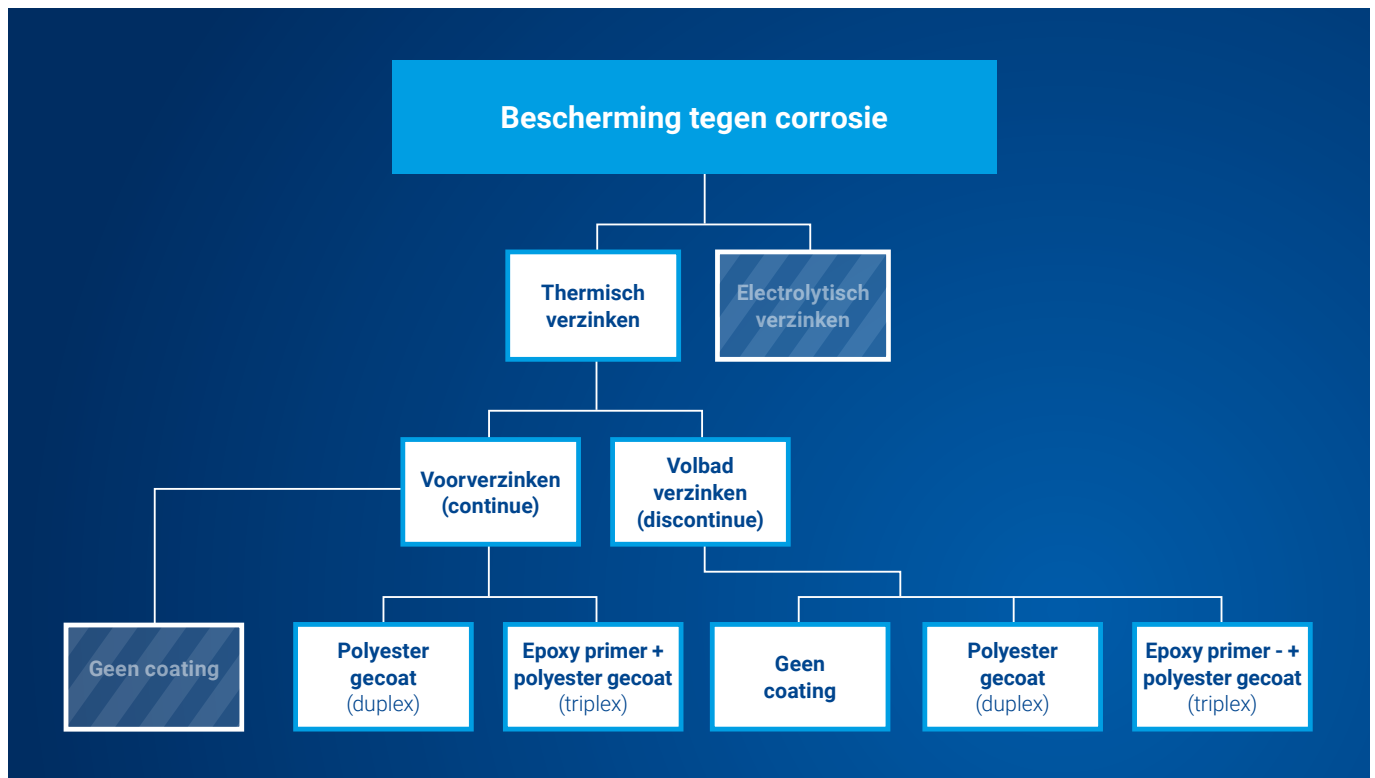 Bescherming tegen corrosie
Thermisch
verzinken
Electrolytisch
verzinken
Voorverzinken
(continue)
Volbad
verzinken
(discontinue)
Geen coating
Polyester
gecoat
(duplex)
Epoxy primer +
polyester gecoat
(triplex)
Geen
coating
Polyester
gecoat
(duplex)
Epoxy primer - +
polyester gecoat
(triplex)